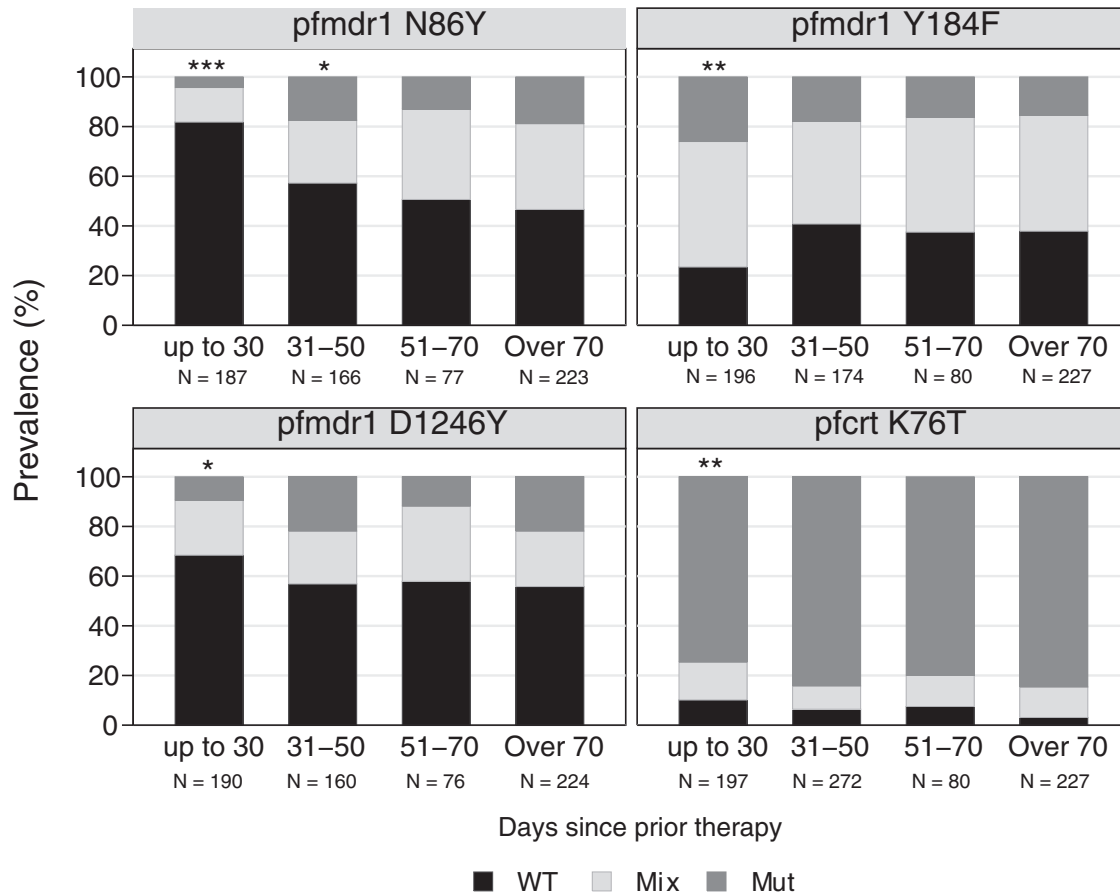 pfmdr1 N86Y
pfmdr1 Y184F
Prevalence (%)
100
80
60
40
20
0
***
*
**
up to 30
31–50
51–70
Over 70
N = 187
N = 166
N = 77
N = 223
up to 30
31–50
51–70
Over 70
N = 196
N = 174
N = 80
N = 227
pfmdr1 D1246Y
pfcrt K76T
100
80
60
40
20
0
*
**
up to 30
31–50
51–70
Over 70
N = 190
N = 160
N = 76
N = 224
up to 30
31–50
51–70
Over 70
N = 197
N = 272
N = 80
N = 227
Days since prior therapy
WT Mix Mut